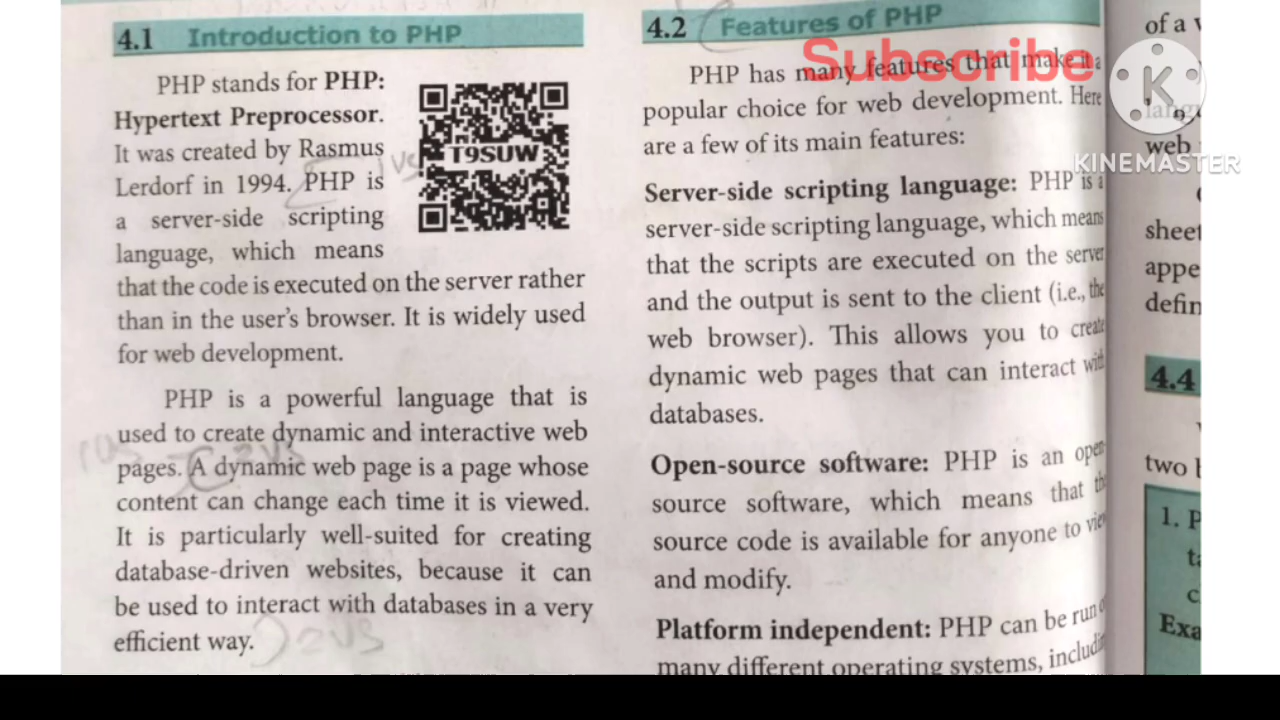 4.1 Introduction to PHP
PHP stands for PHP:
Hypertext Preprocessor.
It was created by Rasmus
Lerdorf in 1994. PHP is
a server-side scripting
language, which means
that the code is executed on the server rather
than in the user's browser. It is widely used
for web development.
T9SUW
PHP is a powerful language that is
used to create dynamic and interactive web
pages. A dynamic web page is a page whose
content can change each time it is viewed.
It is particularly well-suited for creating
database-driven websites, because it can
be used to interact with databases in a very
efficient way.
4.2 Features of PHP
PHP has many features that make it a
popular choice for web development. Here
are a few of its main features:
Server-side scripting language: PHP is a
server-side scripting language, which means
that the scripts are executed on the server
and the output is sent to the client (i.e., the
web browser). This allows you to create
dynamic web pages that can interact with
databases.
Open-source software: PHP is an open-
source software, which means that the
source code is available for anyone to view
and modify.
Platform independent: PHP can be run
many different operating systems,
Subscribe
K
KINEMASTER
of a
web
sheet
4.4
two
1.